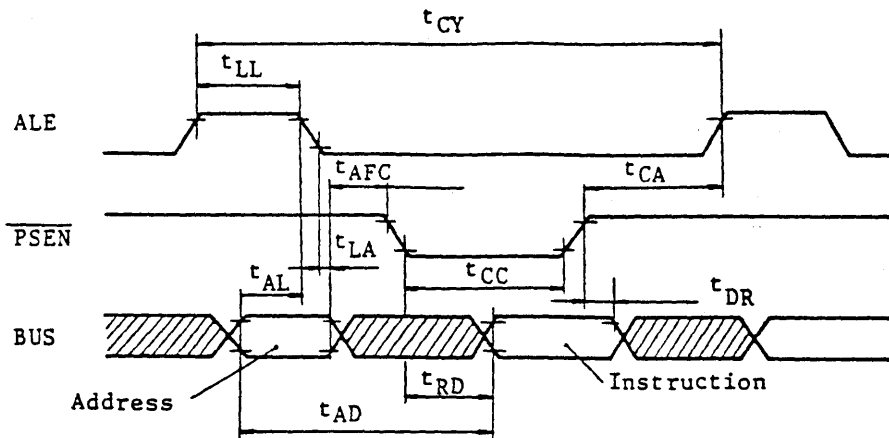 tCY
tLL
ALE
tAFC
tCA
PSEN
tLA
tAL
tCC
tDR
BUS
Address
tRD
Instruction
tAD